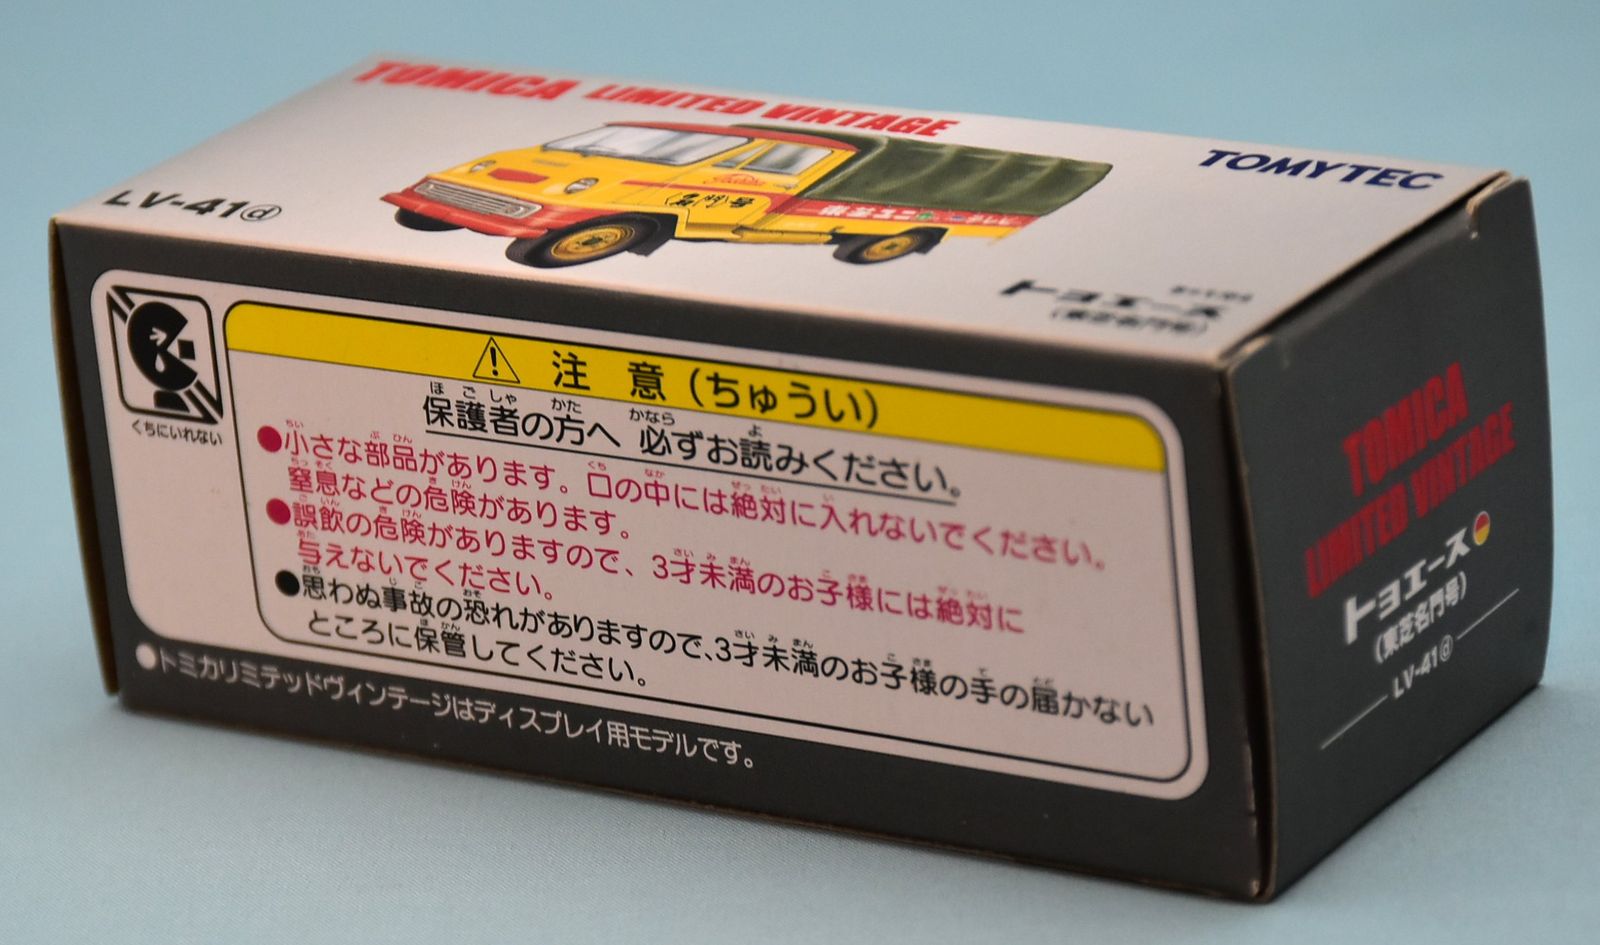 TOMICA LIMITED VINTAGE
TOMYTEC
LV-41ⓓ
トヨエース
(東芝名門号)
くちにいれない
注 意 (ちゅうい)
保護者の方へ 必ずお読みください。
●小さな部品があります。口の中には絶対に入れないでください。
窒息などの危険があります。
●誤飲の危険がありますので、3才未満のお子様には絶対に
与えないでください。
●思わぬ事故の恐れがありますので、3才未満のお子様の手の届かない
ところに保管してください。
●トミカリミテッドヴィンテージはディスプレイ用モデルです。
TOMICA
LIMITED VINTAGE
トヨエース
(東芝名門号)
LV-41ⓓ